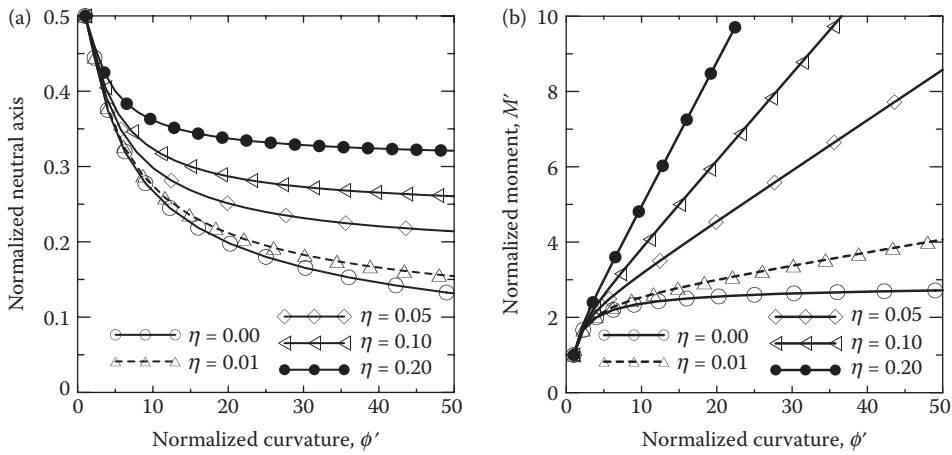 (a)
0.5
0.4
0.3
0.2
0.1
0
Normalized neutral axis
η = 0.00
η = 0.01
η = 0.05
η = 0.10
η = 0.20
0 10 20 30 40 50
Normalized curvature, ϕ′
(b)
10
8
6
4
2
0
Normalized moment, M′
η = 0.00
η = 0.01
η = 0.05
η = 0.10
η = 0.20
0 10 20 30 40 50
Normalized curvature, ϕ′